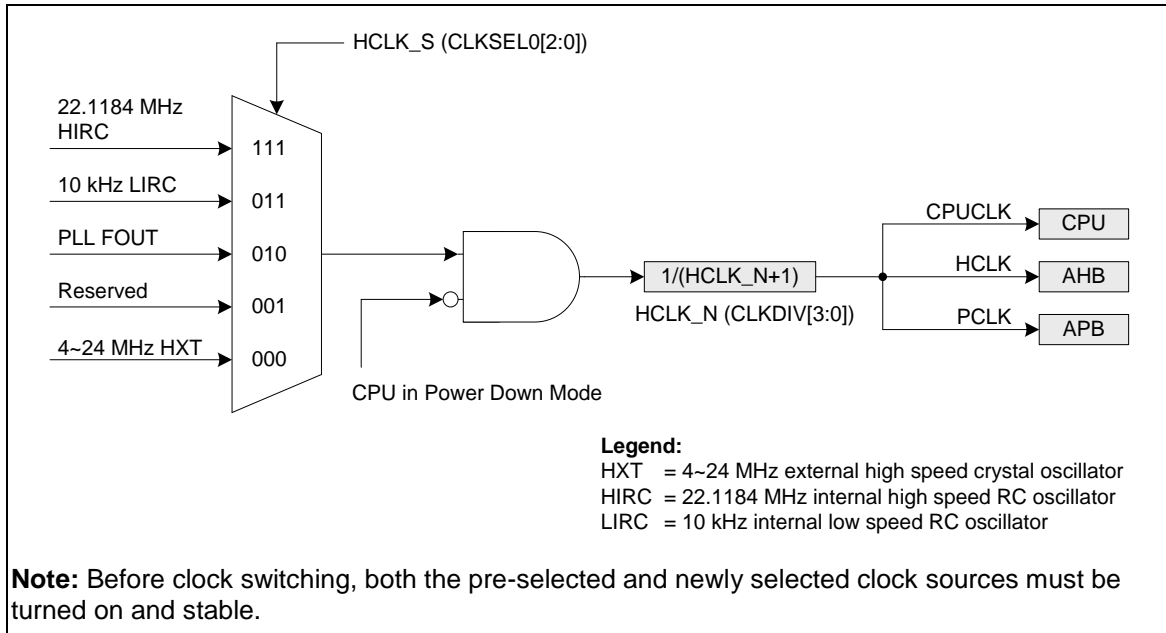 HCLK_S (CLKSEL0[2:0])
22.1184 MHz
HIRC
111
10 kHz LIRC
011
PLL FOUT
010
Reserved
001
4~24 MHz HXT
000
CPU in Power Down Mode
1/(HCLK_N+1)
HCLK_N (CLKDIV[3:0])
CPUCLK
CPU
HCLK
AHB
PCLK
APB
Legend:
HXT = 4~24 MHz external high speed crystal oscillator
HIRC = 22.1184 MHz internal high speed RC oscillator
LIRC = 10 kHz internal low speed RC oscillator
Note: Before clock switching, both the pre-selected and newly selected clock sources must be
turned on and stable.